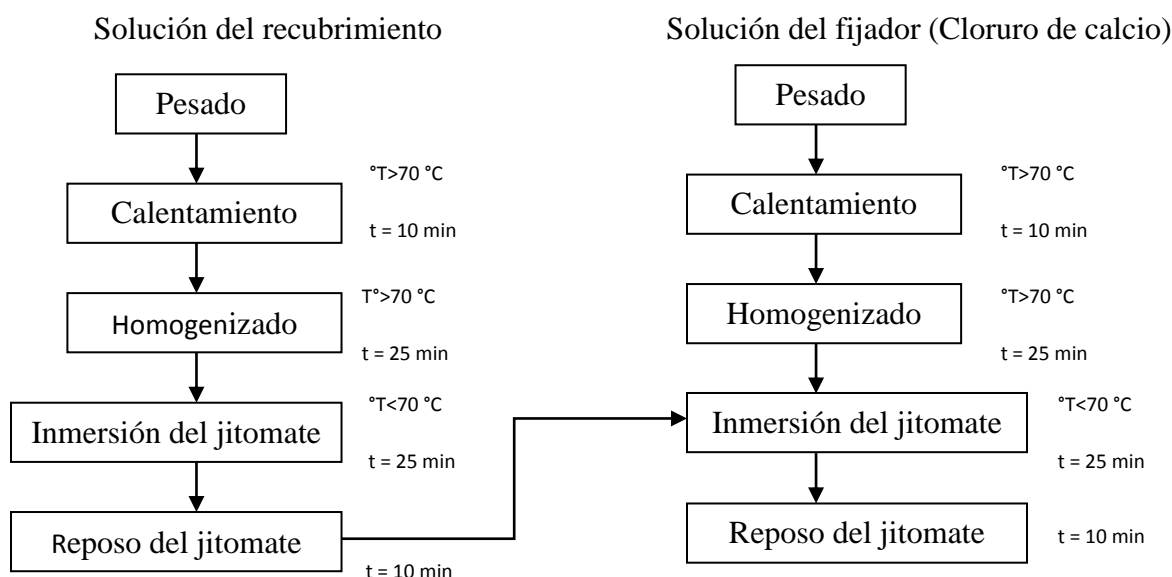 Solución del recubrimiento
Pesado
°T>70 °C
Calentamiento
t = 10 min
T°>70 °C
Homogenizado
t = 25 min
°T<70 °C
Inmersión del jitomate
t = 25 min
Reposo del jitomate
t = 10 min
Solución del fijador (Cloruro de calcio)
Pesado
°T>70 °C
Calentamiento
t = 10 min
°T>70 °C
Homogenizado
t = 25 min
°T<70 °C
Inmersión del jitomate
t = 25 min
Reposo del jitomate
t = 10 min